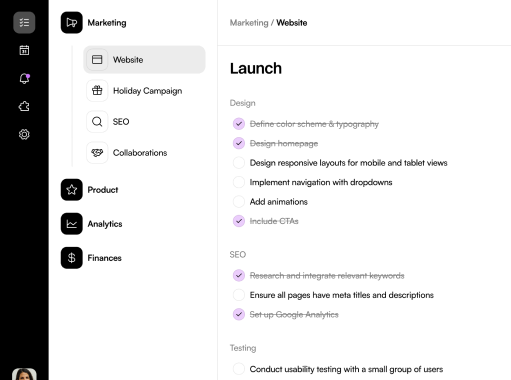 Marketing
Website
Holiday Campaign
SEO
Collaborations
Product
Analytics
Finances
Marketing / Website
Launch
Design
Define color scheme & typography
Design homepage
Design responsive layouts for mobile and tablet views
Implement navigation with dropdowns
Add animations
Include CTAs
SEO
Research and integrate relevant keywords
Ensure all pages have meta titles and descriptions
Set up Google Analytics
Testing
Conduct usability testing with a small group of users